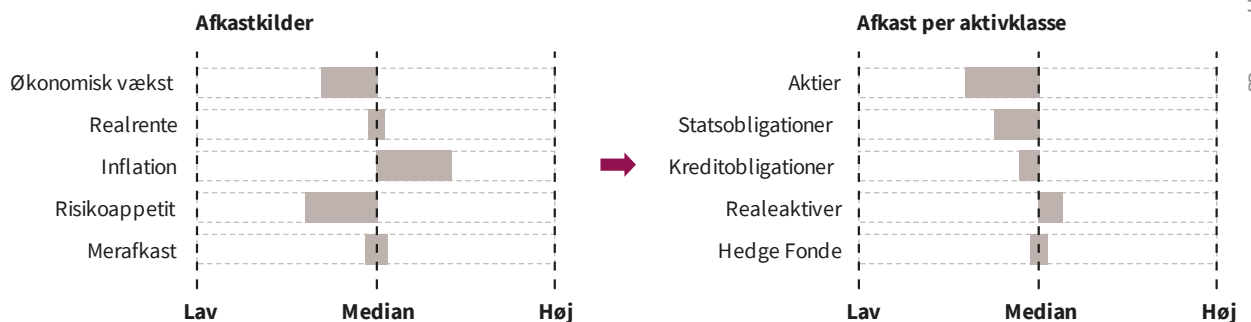 Afkastkilder
Økonomisk vækst
Realrente
Inflation
Risikoappetit
Merafkast
Lav Median Høj
Afkast per aktivklasse
Aktier
Statsobligationer
Kreditobligationer
Realeaktiver
Hedge Fonde
Lav Median Høj